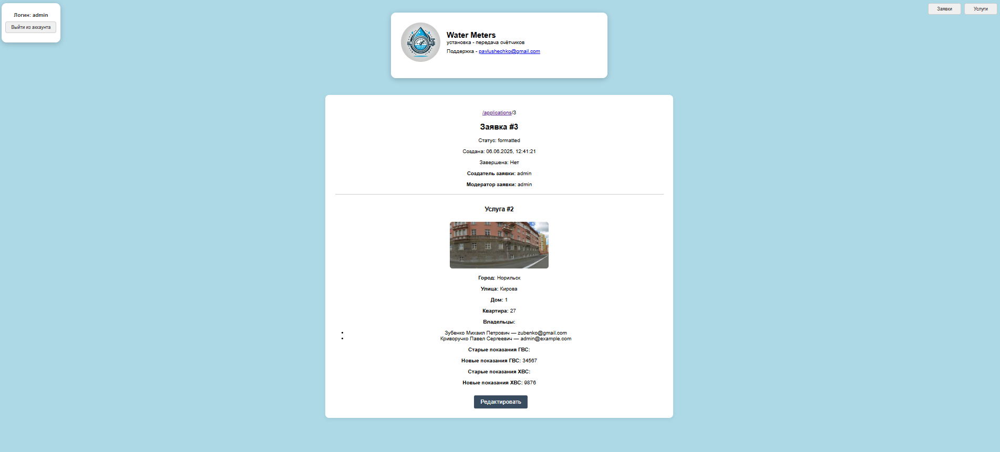 Логин: admin
Выйти из аккаунта
Заявки
Услуги
Water Meters
установка - передача счётчиков
Поддержка - pavlushechko@gmail.com
/applications/3
Заявка #3
Статус: formatted
Создана: 06.06.2025, 12:41:21
Завершена: Нет
Создатель заявки: admin
Модератор заявки: admin
Услуга #2
Город: Норильск
Улица: Кирова
Дом: 1
Квартира: 27
Владельцы:
Зубенко Михаил Петрович — zubenko@gmail.com
Криворучко Павел Сергеевич — admin@example.com
Старые показания ГВС:
Новые показания ГВС: 34567
Старые показания ХВС:
Новые показания ХВС: 9876
Редактировать